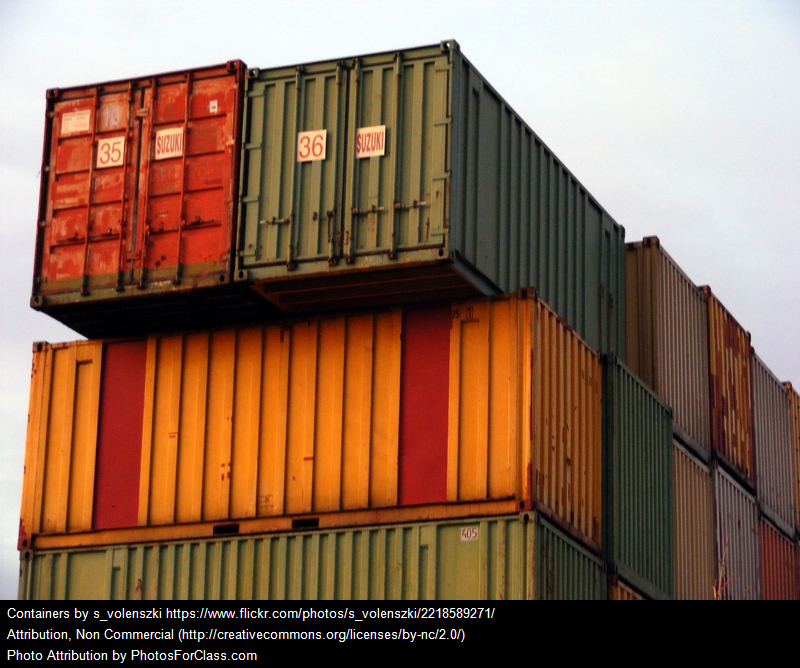 35
SUZUKI
36
SUZUKI
405
Containers by s_volenszki https://www.flickr.com/photos/s_volenszki/2218589271/
Attribution, Non Commercial (http://creativecommons.org/licenses/by-nc/2.0/)
Photo Attribution by PhotosForClass.com